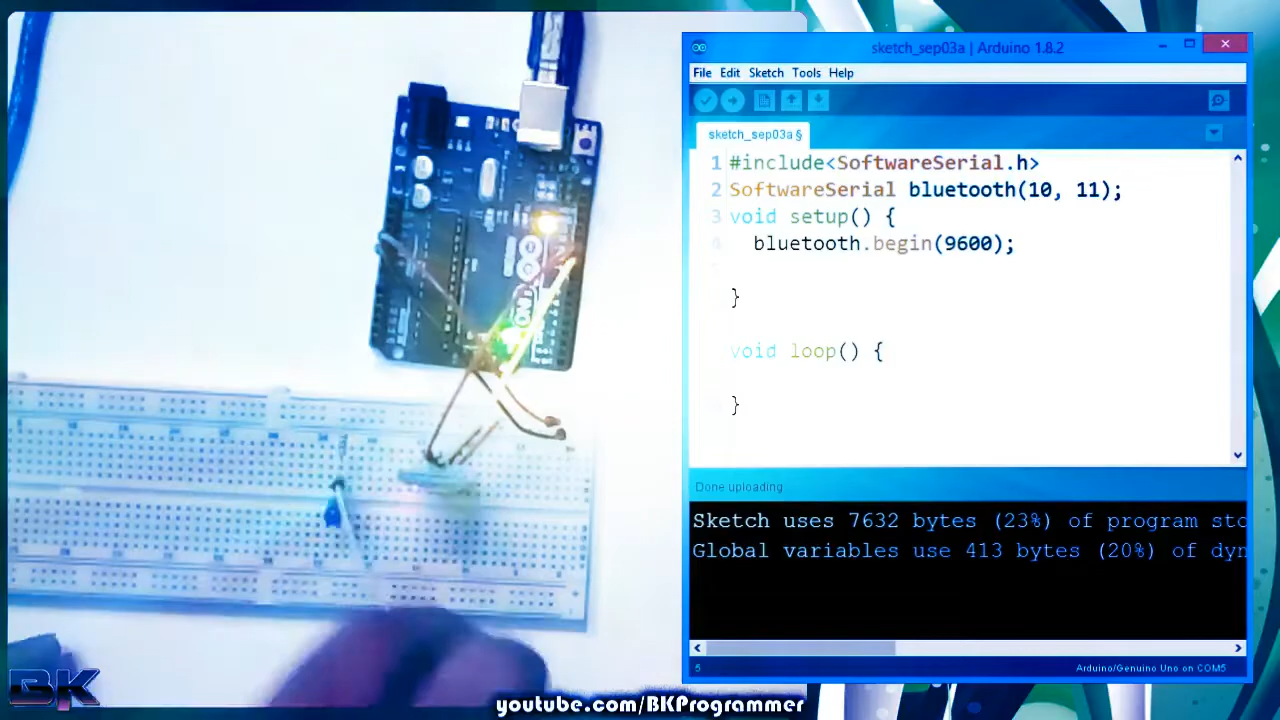 sketch_sep03a | Arduino 1.8.2
File Edit Sketch Tools Help
sketch_sep03a §
1 #include<SoftwareSerial.h>
2 SoftwareSerial bluetooth(10, 11);
3 void setup() {
bluetooth.begin(9600);
}
void loop() {
}
Done uploading
Sketch uses 7632 bytes (23%) of program sto
Global variables use 413 bytes (20%) of dyn
5
Arduino/Genuino Uno on COM5
BK
youtube.com/BKProgrammer